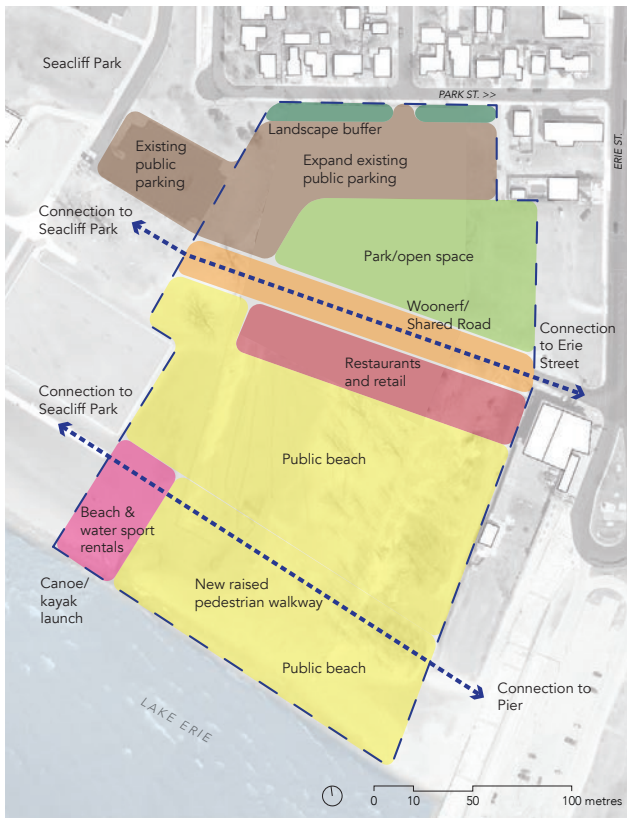 Seacliff Park
PARK ST. >>
ERIE ST.
Landscape buffer
Existing
public
parking
Expand existing
public parking
Connection to
Seacliff Park
Park/open space
Woonerf/
Shared Road
Connection
to Erie
Street
Restaurants
and retail
Connection to
Seacliff Park
Public beach
Beach &
water sport
rentals
New raised
pedestrian walkway
Canoe/
kayak
launch
Public beach
Connection to
Pier
LAKE ERIE
0 10 50 100 metres